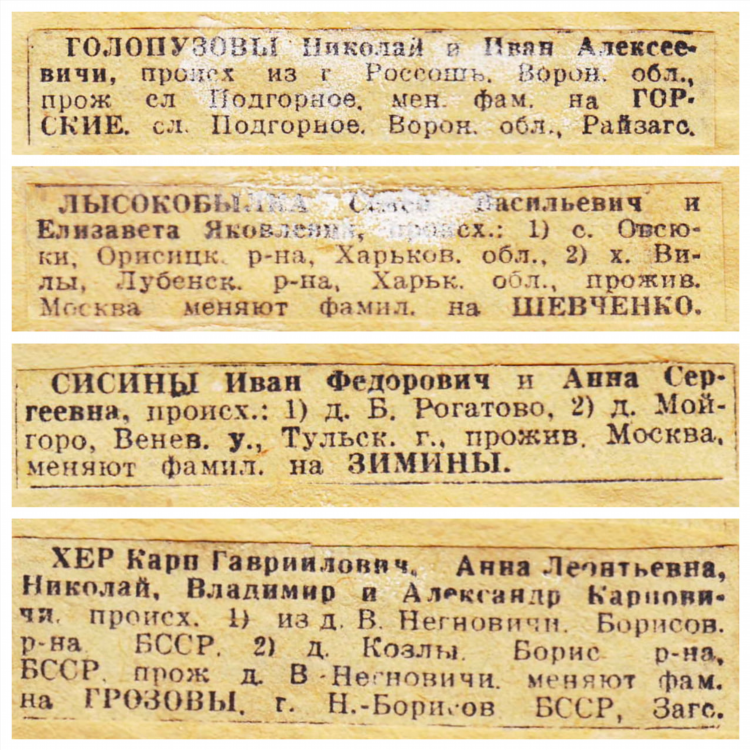 ГОЛОПУЗОВЫ Николай и Иван Алексее-
вичи, происх из г Россошь. Ворон. обл.,
прож сл Подгорное. мен. фам. на ГОР-
СКИЕ. сл. Подгорное. Ворон. обл., Райзагс.
ЛЫСОКОБЫЛКА Васильевич и
Елизавета Яковлевна, происх.: 1) с. Овсю-
ки, Орисицк. р-на, Харьков. обл., 2) х. Ви-
лы, Лубенск. р-на, Харьк. обл., прожив.
Москва меняют фамил. на ШЕВЧЕНКО.
СИСИНЫ Иван Федорович и Анна Сер-
геевна, происх.: 1) д. Б. Рогатово, 2) д. Мой-
горо, Венев. у., Тульск. г., прожив. Москва,
меняют фамил. на ЗИМИНЫ.
ХЕР Карп Гавриилович, Анна Леонтьевна,
Николай, Владимир и Александр Карпови-
чи. происх. 1) из д. В. Негновичи. Борисов.
р-на БССР. 2) д. Козлы. Борис р-на,
БССР. прож д. В Негновичи. меняют фам.
на ГРОЗОВЫ. г. Н.-Борисов БССР, Загс.